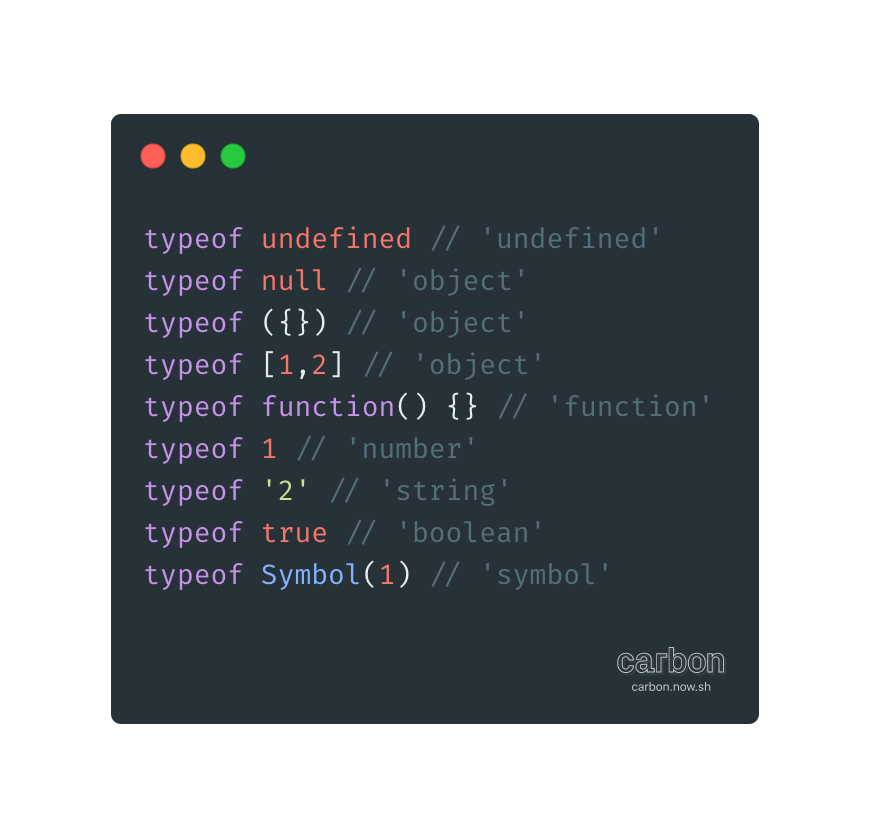 typeof undefined // 'undefined'
typeof null // 'object'
typeof ({}) // 'object'
typeof [1,2] // 'object'
typeof function() {} // 'function'
typeof 1 // 'number'
typeof '2' // 'string'
typeof true // 'boolean'
typeof Symbol(1) // 'symbol'
carbon
carbon.now.sh